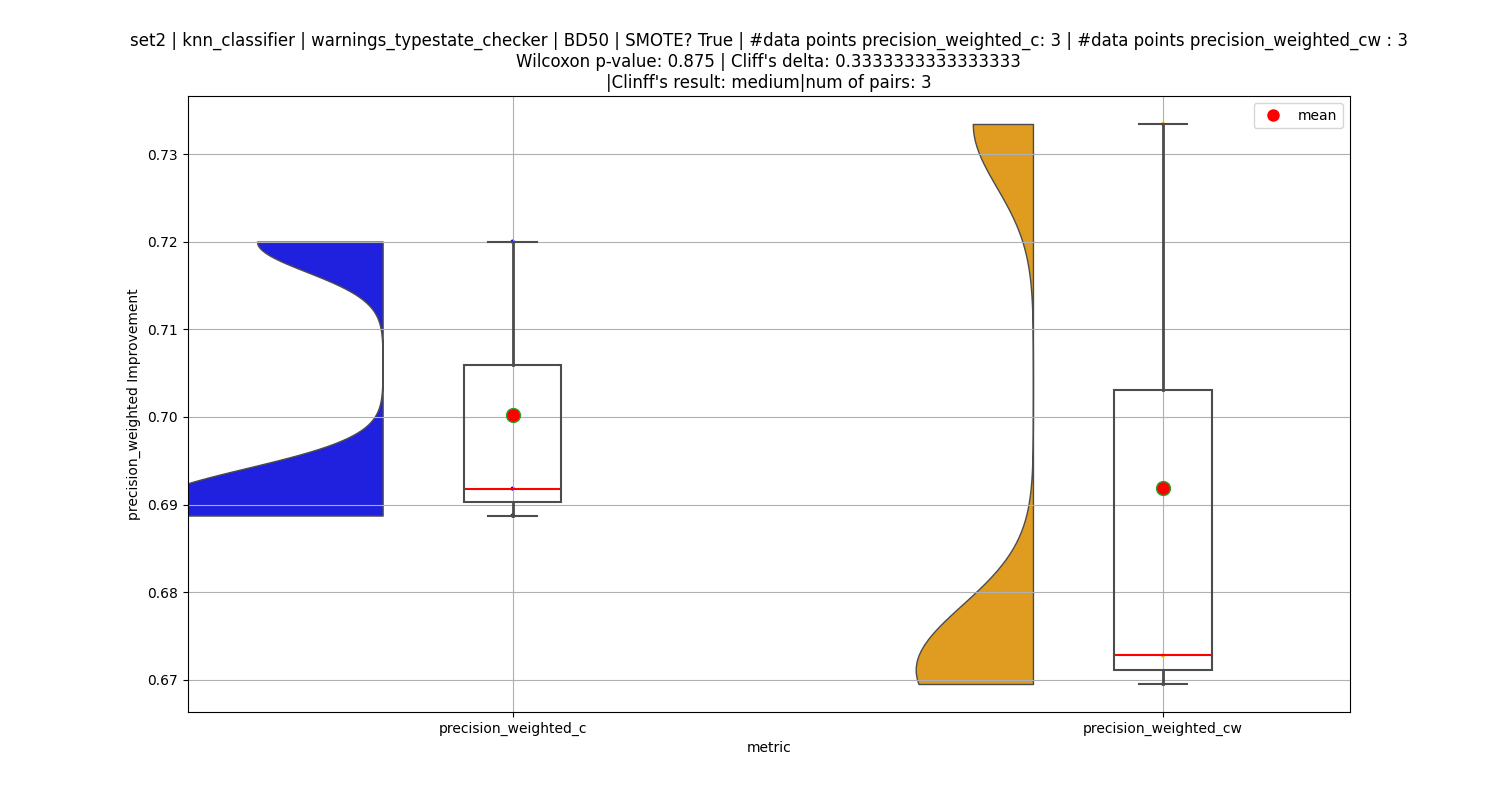 set2 | knn_classifier | warnings_typestate_checker | BD50 | SMOTE? True | #data points precision_weighted_c: 3 | #data points precision_weighted_cw : 3
Wilcoxon p-value: 0.875 | Cliff's delta: 0.3333333333333333
|Clinff's result: medium|num of pairs: 3
mean
precision_weighted Improvement
0.73
0.72
0.71
0.70
0.69
0.68
0.67
precision_weighted_c
precision_weighted_cw
metric